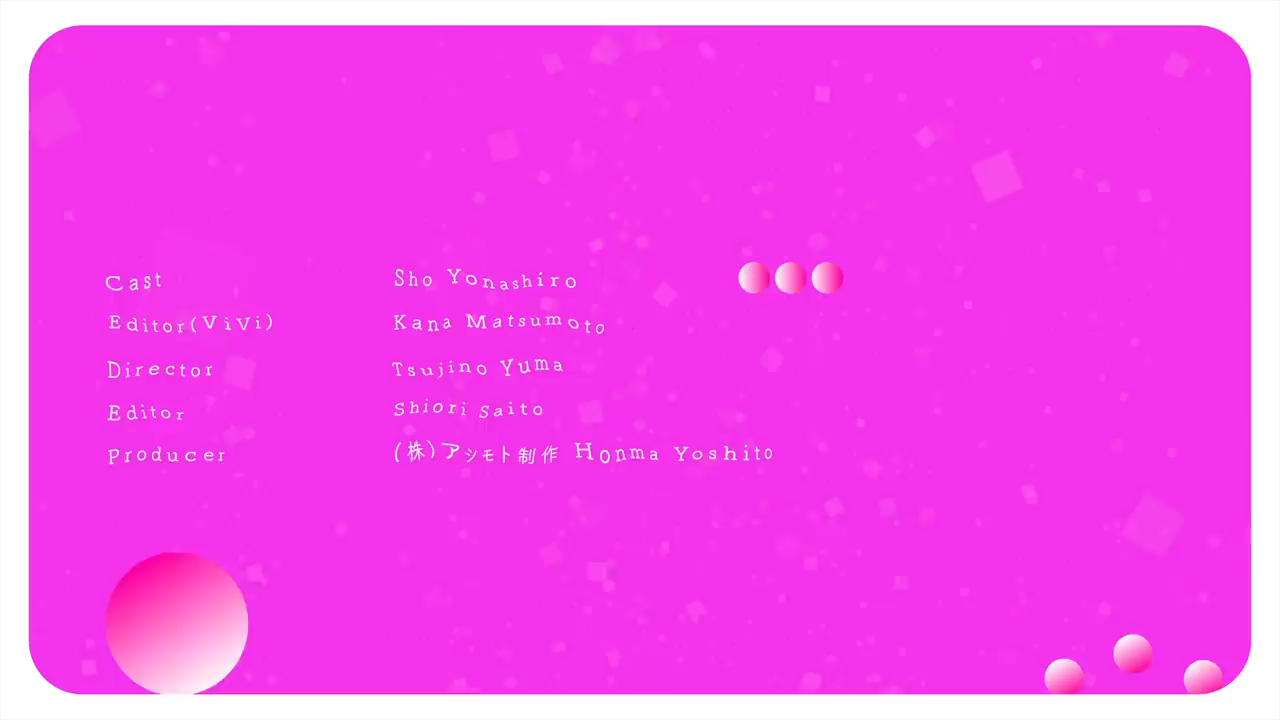 Cast Sho Yonashiro
Editor(ViVi) Kana Matsumoto
Director Tsujino Yuma
Editor Shiori Saito
Producer (株)アシモト制作 Honma Yoshito